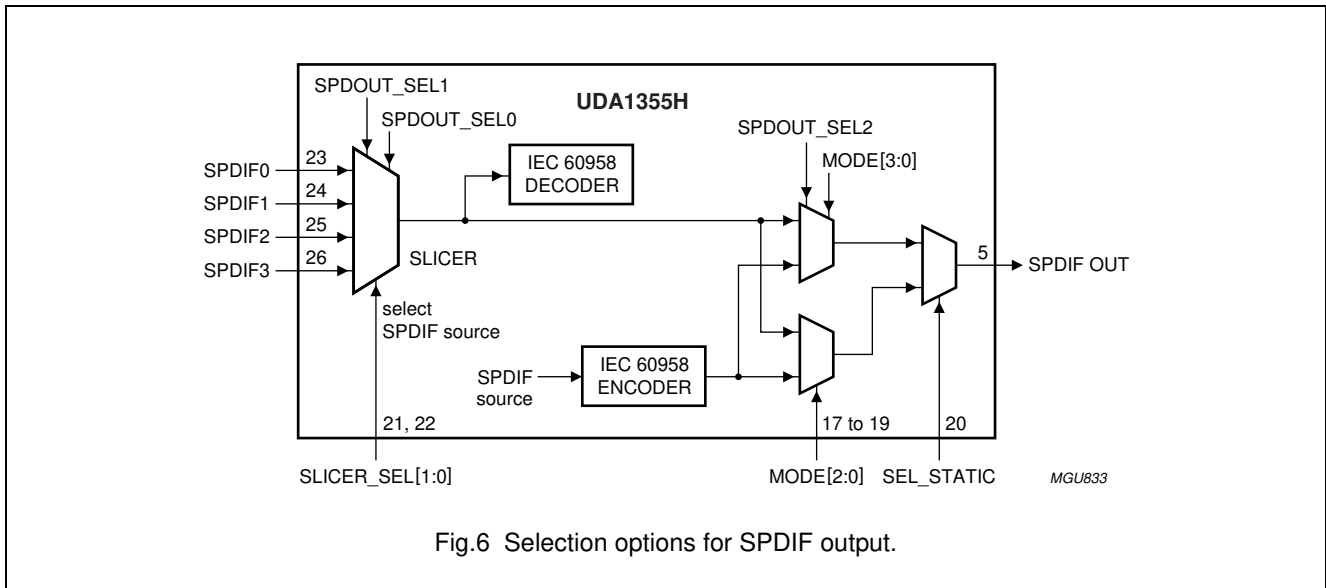 SPDOUT_SEL1
UDA1355H
SPDOUT_SEL0
SPDOUT_SEL2
MODE[3:0]
IEC 60958
DECODER
SPDIF0
23
SPDIF1
24
SPDIF2
25
SPDIF3
26
SLICER
5
SPDIF OUT
select
SPDIF source
SPDIF
source
IEC 60958
ENCODER
21, 22
17 to 19
20
SLICER_SEL[1:0]
MODE[2:0]
SEL_STATIC
MGU833
Fig.6 Selection options for SPDIF output.